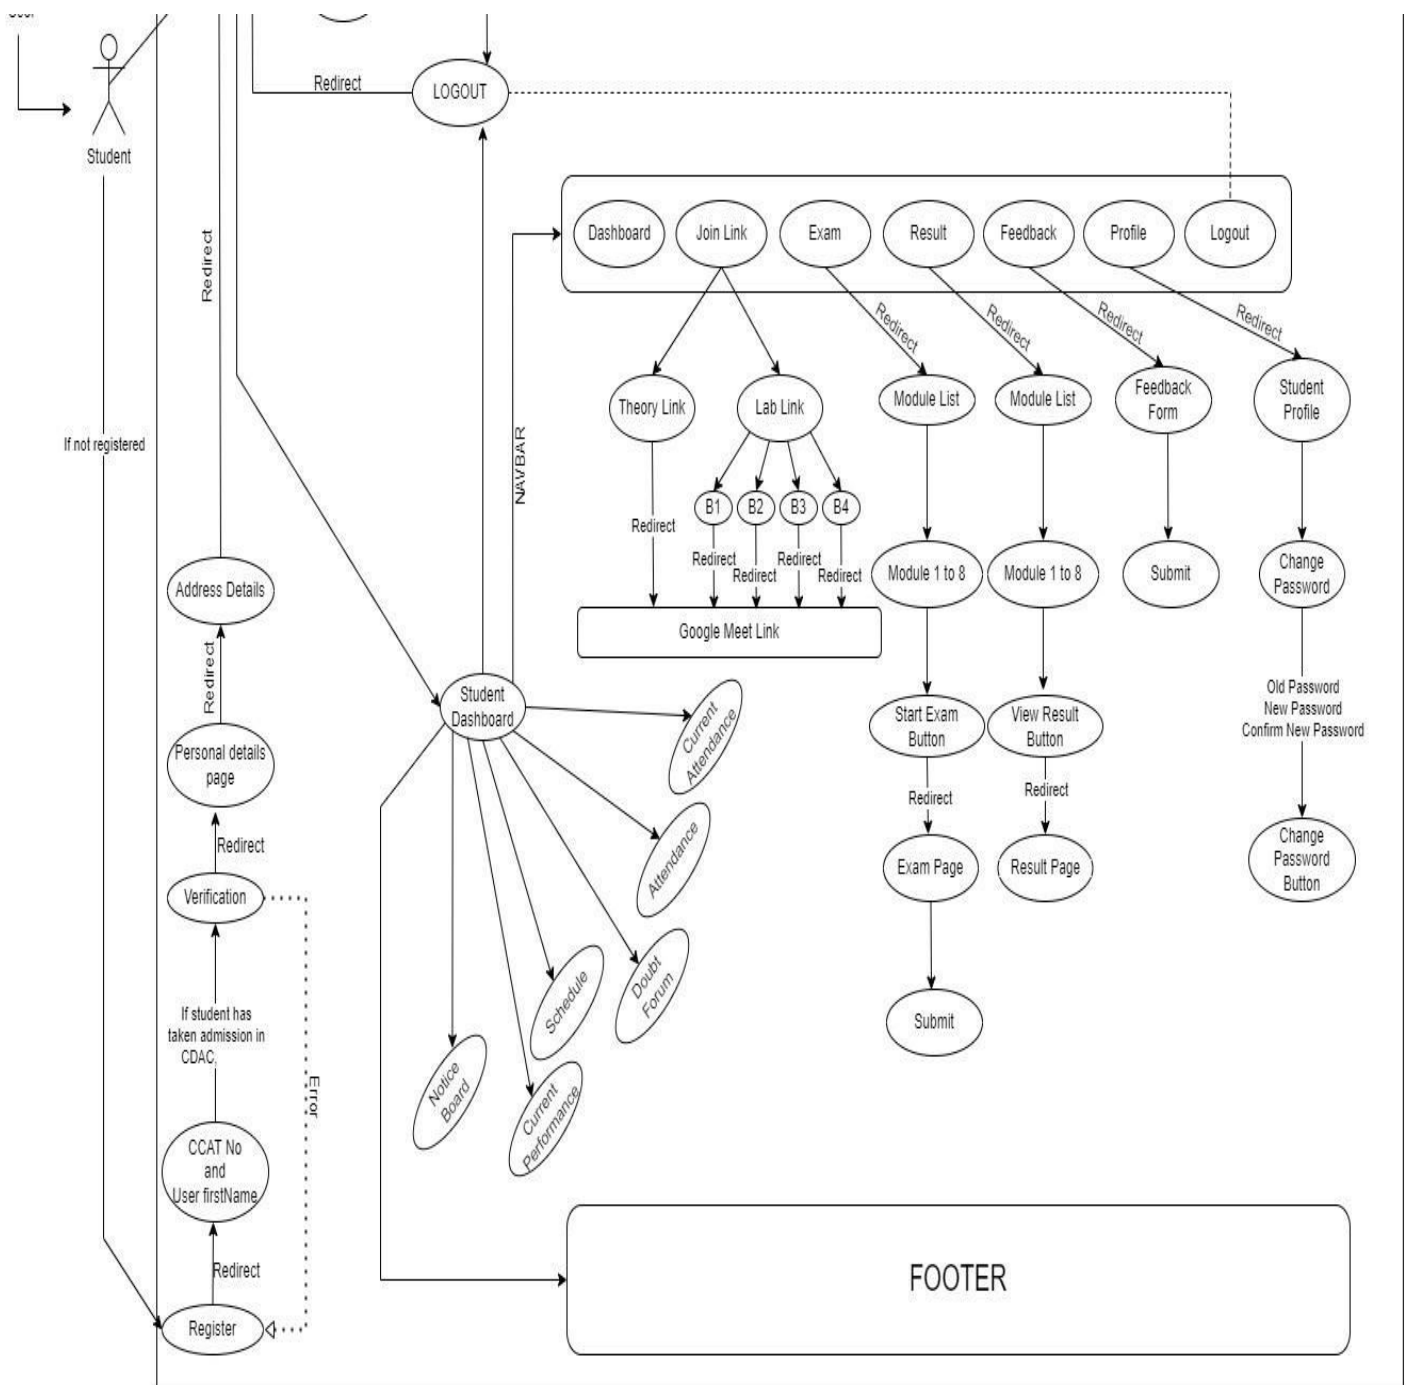 Redirect
LOGOUT
Student
Dashboard
Join Link
Exam
Result
Feedback
Profile
Logout
Redirect
Redirect
Redirect
Redirect
Redirect
Theory Link
Lab Link
Module List
Module List
Feedback
Form
Student
Profile
If not registered
NAVBAR
B1
B2
B3
B4
Redirect
Redirect
Redirect
Redirect
Redirect
Module 1 to 8
Module 1 to 8
Submit
Change
Password
Address Details
Google Meet Link
Redirect
Student
Dashboard
Current
Attendance
Start Exam
Button
View Result
Button
Old Password
New Password
Confirm New Password
Personal details
page
Redirect
Redirect
Redirect
Attendance
Exam Page
Result Page
Change
Password
Button
Verification
Schedule
Doubt
Forum
If student has
taken admission in
CDAC.
Submit
Error
Notice
Board
Current
Performance
CCAT No
and
User firstName
Redirect
FOOTER
Register